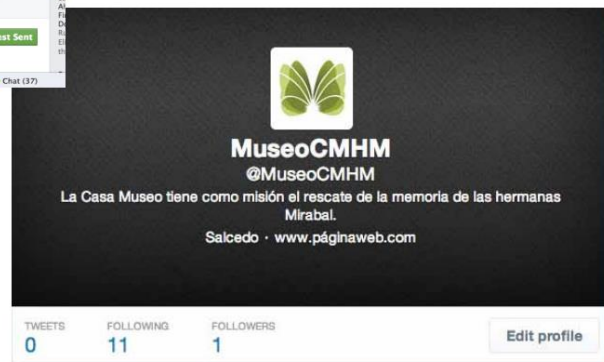 est Sent
Chat (37)
MuseoCMHM
@MuseoCMHM
La Casa Museo tiene como misión el rescate de la memoria de las hermanas
Mirabal.
Salcedo · www.páginaweb.com
TWEETS FOLLOWING FOLLOWERS
0 11 1
Edit profile